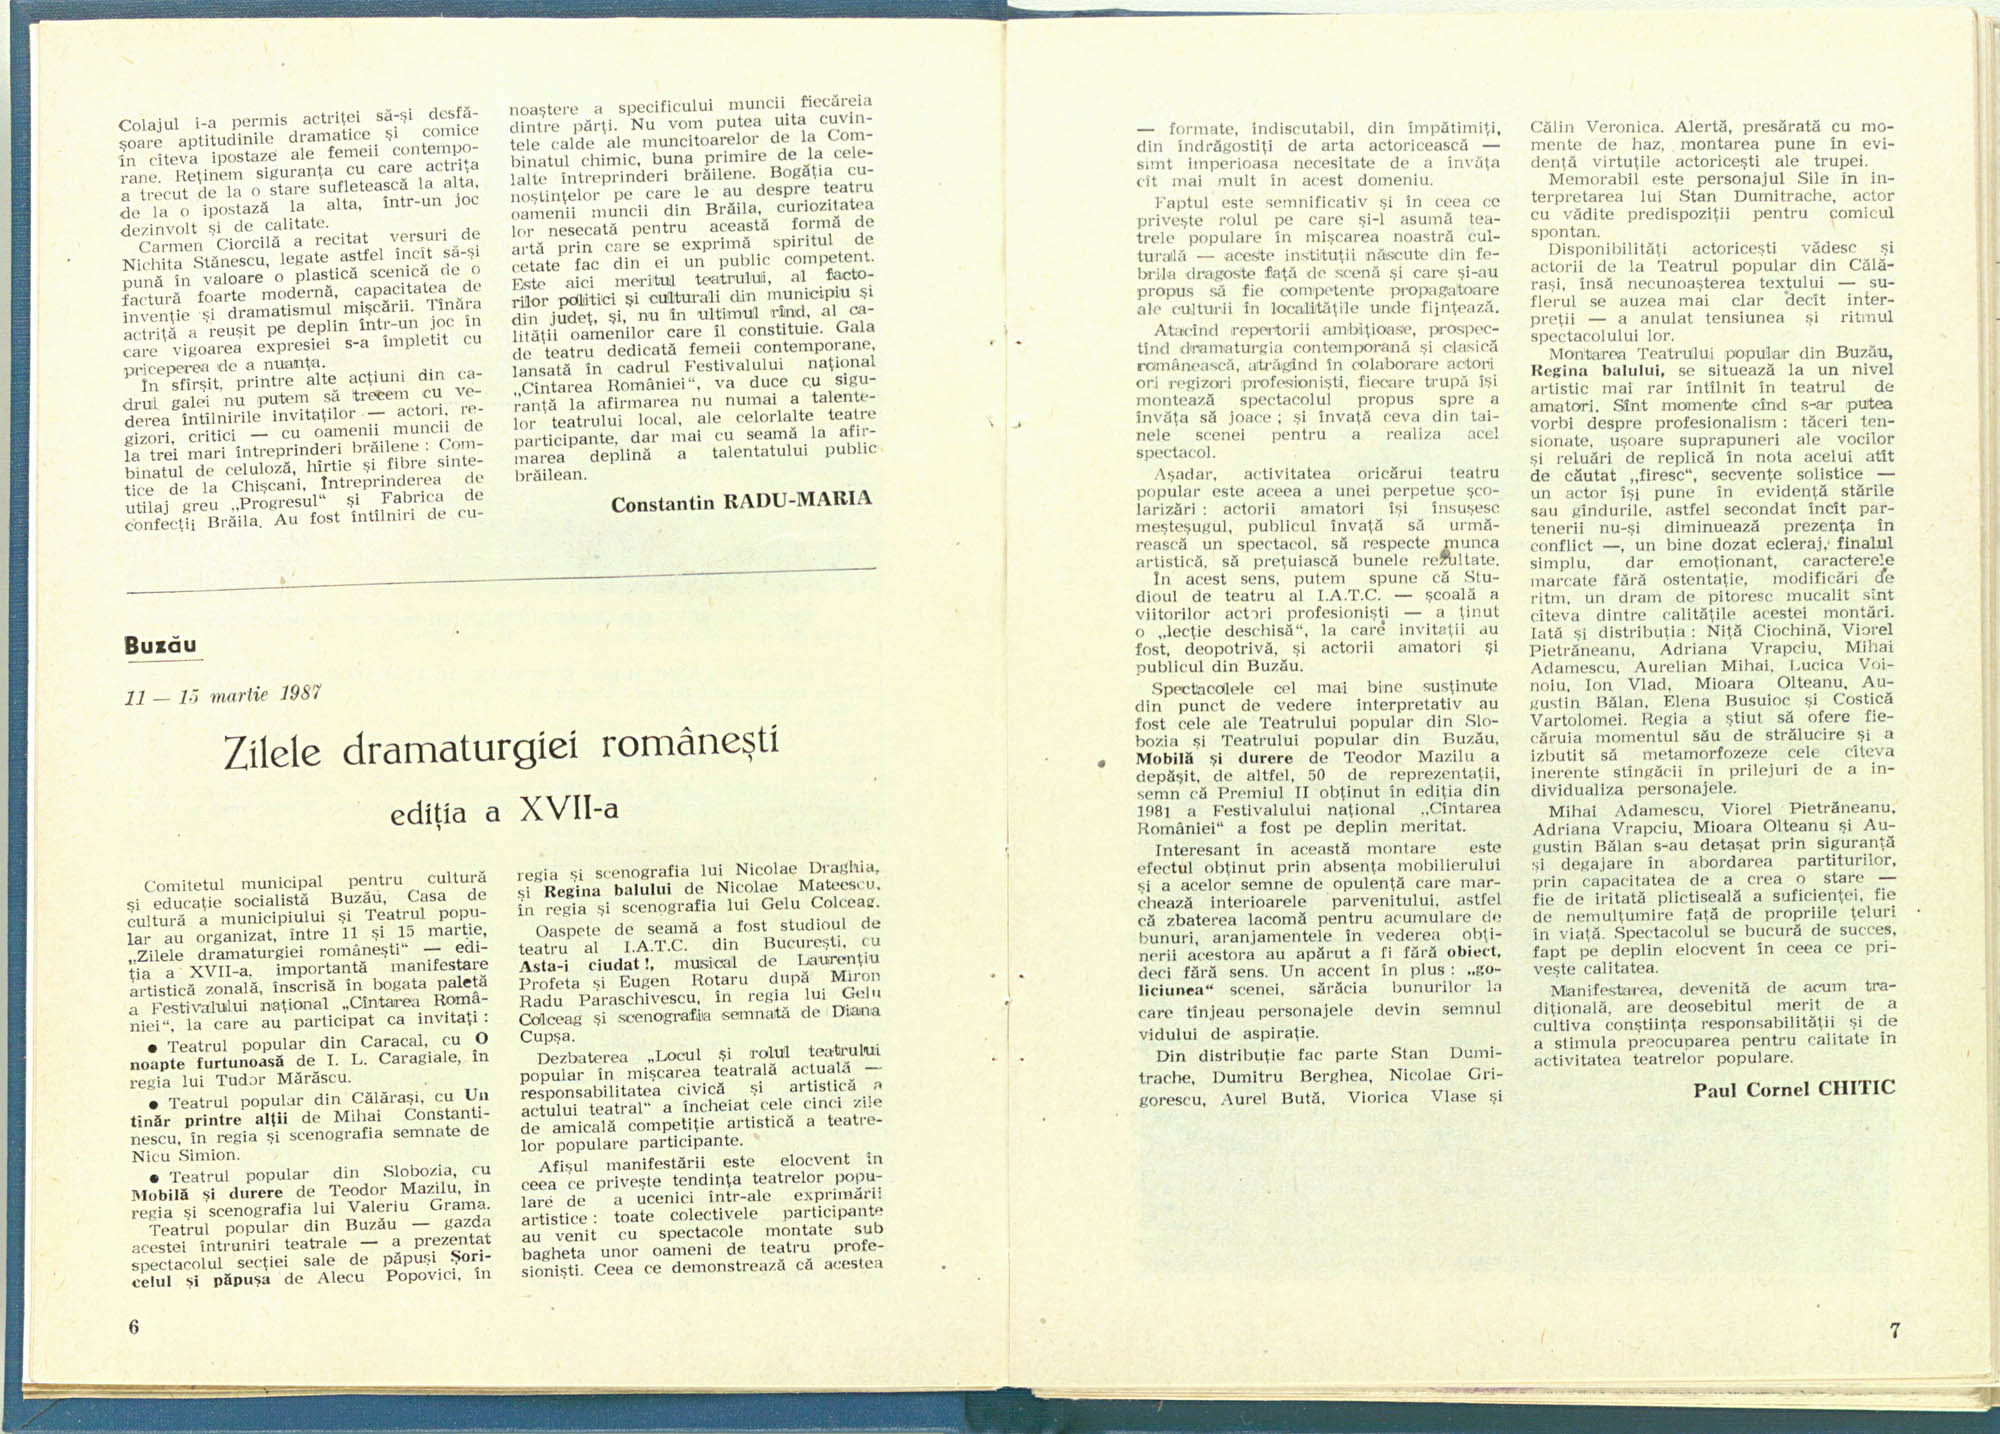 Colajul i-a permis actriței să-și desfă-
șoare aptitudinile dramatice și comice
în cîteva ipostaze ale femeii contempo-
rane. Reținem siguranța cu care actrița
a trecut de la o stare sufletească la alta,
de la o ipostază la alta, într-un joc
dezinvolt și de calitate.
Carmen Ciorcilă a recitat versuri de
Nichita Stănescu, legate astfel încît să-și
pună în valoare o plastică scenică de o
factură foarte modernă, capacitatea de
invenție și dramatismul mișcării. Tînăra
actriță a reușit pe deplin într-un joc în
care vigoarea expresiei s-a împletit cu
priceperea de a nuanța.
În sfîrșit, printre alte acțiuni din ca-
drul galei nu putem să trecem cu ve-
derea întîlnirile invitaților — actori, re-
gizori, critici — cu oamenii muncii de
la trei mari întreprinderi brăilene : Com-
binatul de celuloză, hîrtie și fibre sinte-
tice de la Chișcani, Întreprinderea de
utilaj greu „Progresul“ și Fabrica de
confecții Brăila. Au fost întîlniri de cu-
noaștere a specificului muncii fiecăreia
dintre părți. Nu vom putea uita cuvin-
tele calde ale muncitoarelor de la Com-
binatul chimic, buna primire de la cele-
lalte întreprinderi brăilene. Bogăția cu-
noștințelor pe care le au despre teatru
oamenii muncii din Brăila, curiozitatea
lor nesecată pentru această formă de
artă prin care se exprimă spiritul de
cetate fac din ei un public competent.
Este aici meritul teatrului, al facto-
rilor politici și culturali din municipiu și
din județ, și, nu în ultimul rînd, al ca-
lității oamenilor care îl constituie. Gala
de teatru dedicată femeii contemporane,
lansată în cadrul Festivalului național
„Cîntarea României“, va duce cu sigu-
ranță la afirmarea nu numai a talente-
lor teatrului local, ale celorlalte teatre
participante, dar mai cu seamă la afir-
marea deplină a talentatului public
brăilean.
Constantin RADU-MARIA
Buzău
11 — 15 martie 1987
Zilele dramaturgiei românești
ediția a XVII-a
Comitetul municipal pentru cultură
și educație socialistă Buzău, Casa de
cultură a municipiului și Teatrul popu-
lar au organizat, între 11 și 15 martie,
„Zilele dramaturgiei românești“ — edi-
ția a XVII-a, importantă manifestare
artistică zonală, înscrisă în bogata paletă
a Festivalului național „Cîntarea Româ-
niei“, la care au participat ca invitați :
● Teatrul popular din Caracal, cu O
noapte furtunoasă de I. L. Caragiale, în
regia lui Tudor Mărăscu.
● Teatrul popular din Călărași, cu Un
tînăr printre alții de Mihai Constanti-
nescu, în regia și scenografia semnate de
Nicu Simion.
● Teatrul popular din Slobozia, cu
Mobilă și durere de Teodor Mazilu, în
regia și scenografia lui Valeriu Grama.
Teatrul popular din Buzău — gazda
acestei întruniri teatrale — a prezentat
spectacolul secției sale de păpuși Șori-
celul și păpușa de Alecu Popovici, în
regia și scenografia lui Nicolae Draghia,
și Regina balului de Nicolae Mateescu,
în regia și scenografia lui Gelu Colceag.
Oaspete de seamă a fost studioul de
teatru al I.A.T.C. din București, cu
Asta-i ciudat !, musical de Laurențiu
Profeta și Eugen Rotaru după Miron
Radu Paraschivescu, în regia lui Gelu
Colceag și scenografia semnată de Diana
Cupșa.
Dezbaterea „Locul și rolul teatrului
popular în mișcarea teatrală actuală —
responsabilitatea civică și artistică a
actului teatral“ a încheiat cele cinci zile
de amicală competiție artistică a teatre-
lor populare participante.
Afișul manifestării este elocvent în
ceea ce privește tendința teatrelor popu-
lare de a ucenici într-ale exprimării
artistice : toate colectivele participante
au venit cu spectacole montate sub
bagheta unor oameni de teatru profe-
sioniști. Ceea ce demonstrează că acestea
6
— formate, indiscutabil, din împătimiți,
din îndrăgostiți de arta actoricească —
simt imperioasa necesitate de a învăța
cît mai mult în acest domeniu.
Faptul este semnificativ și în ceea ce
privește rolul pe care și-l asumă tea-
trele populare în mișcarea noastră cul-
turală — aceste instituții născute din fe-
brila dragoste față de scenă și care și-au
propus să fie competente propagatoare
ale culturii în localitățile unde ființează.
Atacînd repertorii ambițioase, prospec-
tînd dramaturgia contemporană și clasică
românească, atrăgînd în colaborare actori
ori regizori profesioniști, fiecare trupă își
montează spectacolul propus spre a
învăța să joace ; și învață ceva din tai-
nele scenei pentru a realiza acel
spectacol.
Așadar, activitatea oricărui teatru
popular este aceea a unei perpetue șco-
larizări : actorii amatori își însușesc
meșteșugul, publicul învață să urmă-
rească un spectacol, să respecte munca
artistică, să prețuiască bunele rezultate.
În acest sens, putem spune că Stu-
dioul de teatru al I.A.T.C. — școală a
viitorilor actori profesioniști — a ținut
o „lecție deschisă“, la care invitații au
fost, deopotrivă, și actorii amatori și
publicul din Buzău.
Spectacolele cel mai bine susținute
din punct de vedere interpretativ au
fost cele ale Teatrului popular din Slo-
bozia și Teatrului popular din Buzău.
Mobilă și durere de Teodor Mazilu a
depășit, de altfel, 50 de reprezentații,
semn că Premiul II obținut în ediția din
1981 a Festivalului național „Cîntarea
României“ a fost pe deplin meritat.
Interesant în această montare este
efectul obținut prin absența mobilierului
și a acelor semne de opulență care mar-
chează interioarele parvenitului, astfel
că zbaterea lacomă pentru acumulare de
bunuri, aranjamentele în vederea obți-
nerii acestora au apărut a fi fără obiect,
deci fără sens. Un accent în plus : „go-
liciunea“ scenei, sărăcia bunurilor la
care tînjeau personajele devin semnul
vidului de aspirație.
Din distribuție fac parte Stan Dumi-
trache, Dumitru Berghea, Nicolae Gri-
gorescu, Aurel Bută, Viorica Vlase și
Călin Veronica. Alertă, presărată cu mo-
mente de haz, montarea pune în evi-
dență virtuțile actoricești ale trupei.
Memorabil este personajul Sile în in-
terpretarea lui Stan Dumitrache, actor
cu vădite predispoziții pentru comicul
spontan.
Disponibilități actoricești vădesc și
actorii de la Teatrul popular din Călă-
rași, însă necunoașterea textului — su-
flerul se auzea mai clar decît inter-
preții — a anulat tensiunea și ritmul
spectacolului lor.
Montarea Teatrului popular din Buzău,
Regina balului, se situează la un nivel
artistic mai rar întîlnit în teatrul de
amatori. Sînt momente cînd s-ar putea
vorbi despre profesionalism : tăceri ten-
sionate, ușoare suprapuneri ale vocilor
și reluări de replică în nota acelui atît
de căutat „firesc“, secvențe solistice —
un actor își pune în evidență stările
sau gîndurile, astfel secondat încît par-
tenerii nu-și diminuează prezența în
conflict —, un bine dozat ecleraj, finalul
simplu, dar emoționant, caracterele
marcate fără ostentație, modificări de
ritm, un dram de pitoresc mucalit sînt
cîteva dintre calitățile acestei montări.
Iată și distribuția : Niță Ciochină, Viorel
Pietrăneanu, Adriana Vrapciu, Mihai
Adamescu, Aurelian Mihai, Lucica Voi-
noiu, Ion Vlad, Mioara Olteanu, Au-
gustin Bălan, Elena Busuioc și Costică
Vartolomei. Regia a știut să ofere fie-
căruia momentul său de strălucire și a
izbutit să metamorfozeze cele cîteva
inerente stîngăcii în prilejuri de a in-
dividualiza personajele.
Mihai Adamescu, Viorel Pietrăneanu,
Adriana Vrapciu, Mioara Olteanu și Au-
gustin Bălan s-au detașat prin siguranță
și degajare în abordarea partiturilor,
prin capacitatea de a crea o stare —
fie de iritată plictiseală a suficienței, fie
de nemulțumire față de propriile țeluri
în viață. Spectacolul se bucură de succes,
fapt pe deplin elocvent în ceea ce pri-
vește calitatea.
Manifestarea, devenită de acum tra-
dițională, are deosebitul merit de a
cultiva conștiința responsabilității și de
a stimula preocuparea pentru calitate în
activitatea teatrelor populare.
Paul Cornel CHITIC
7